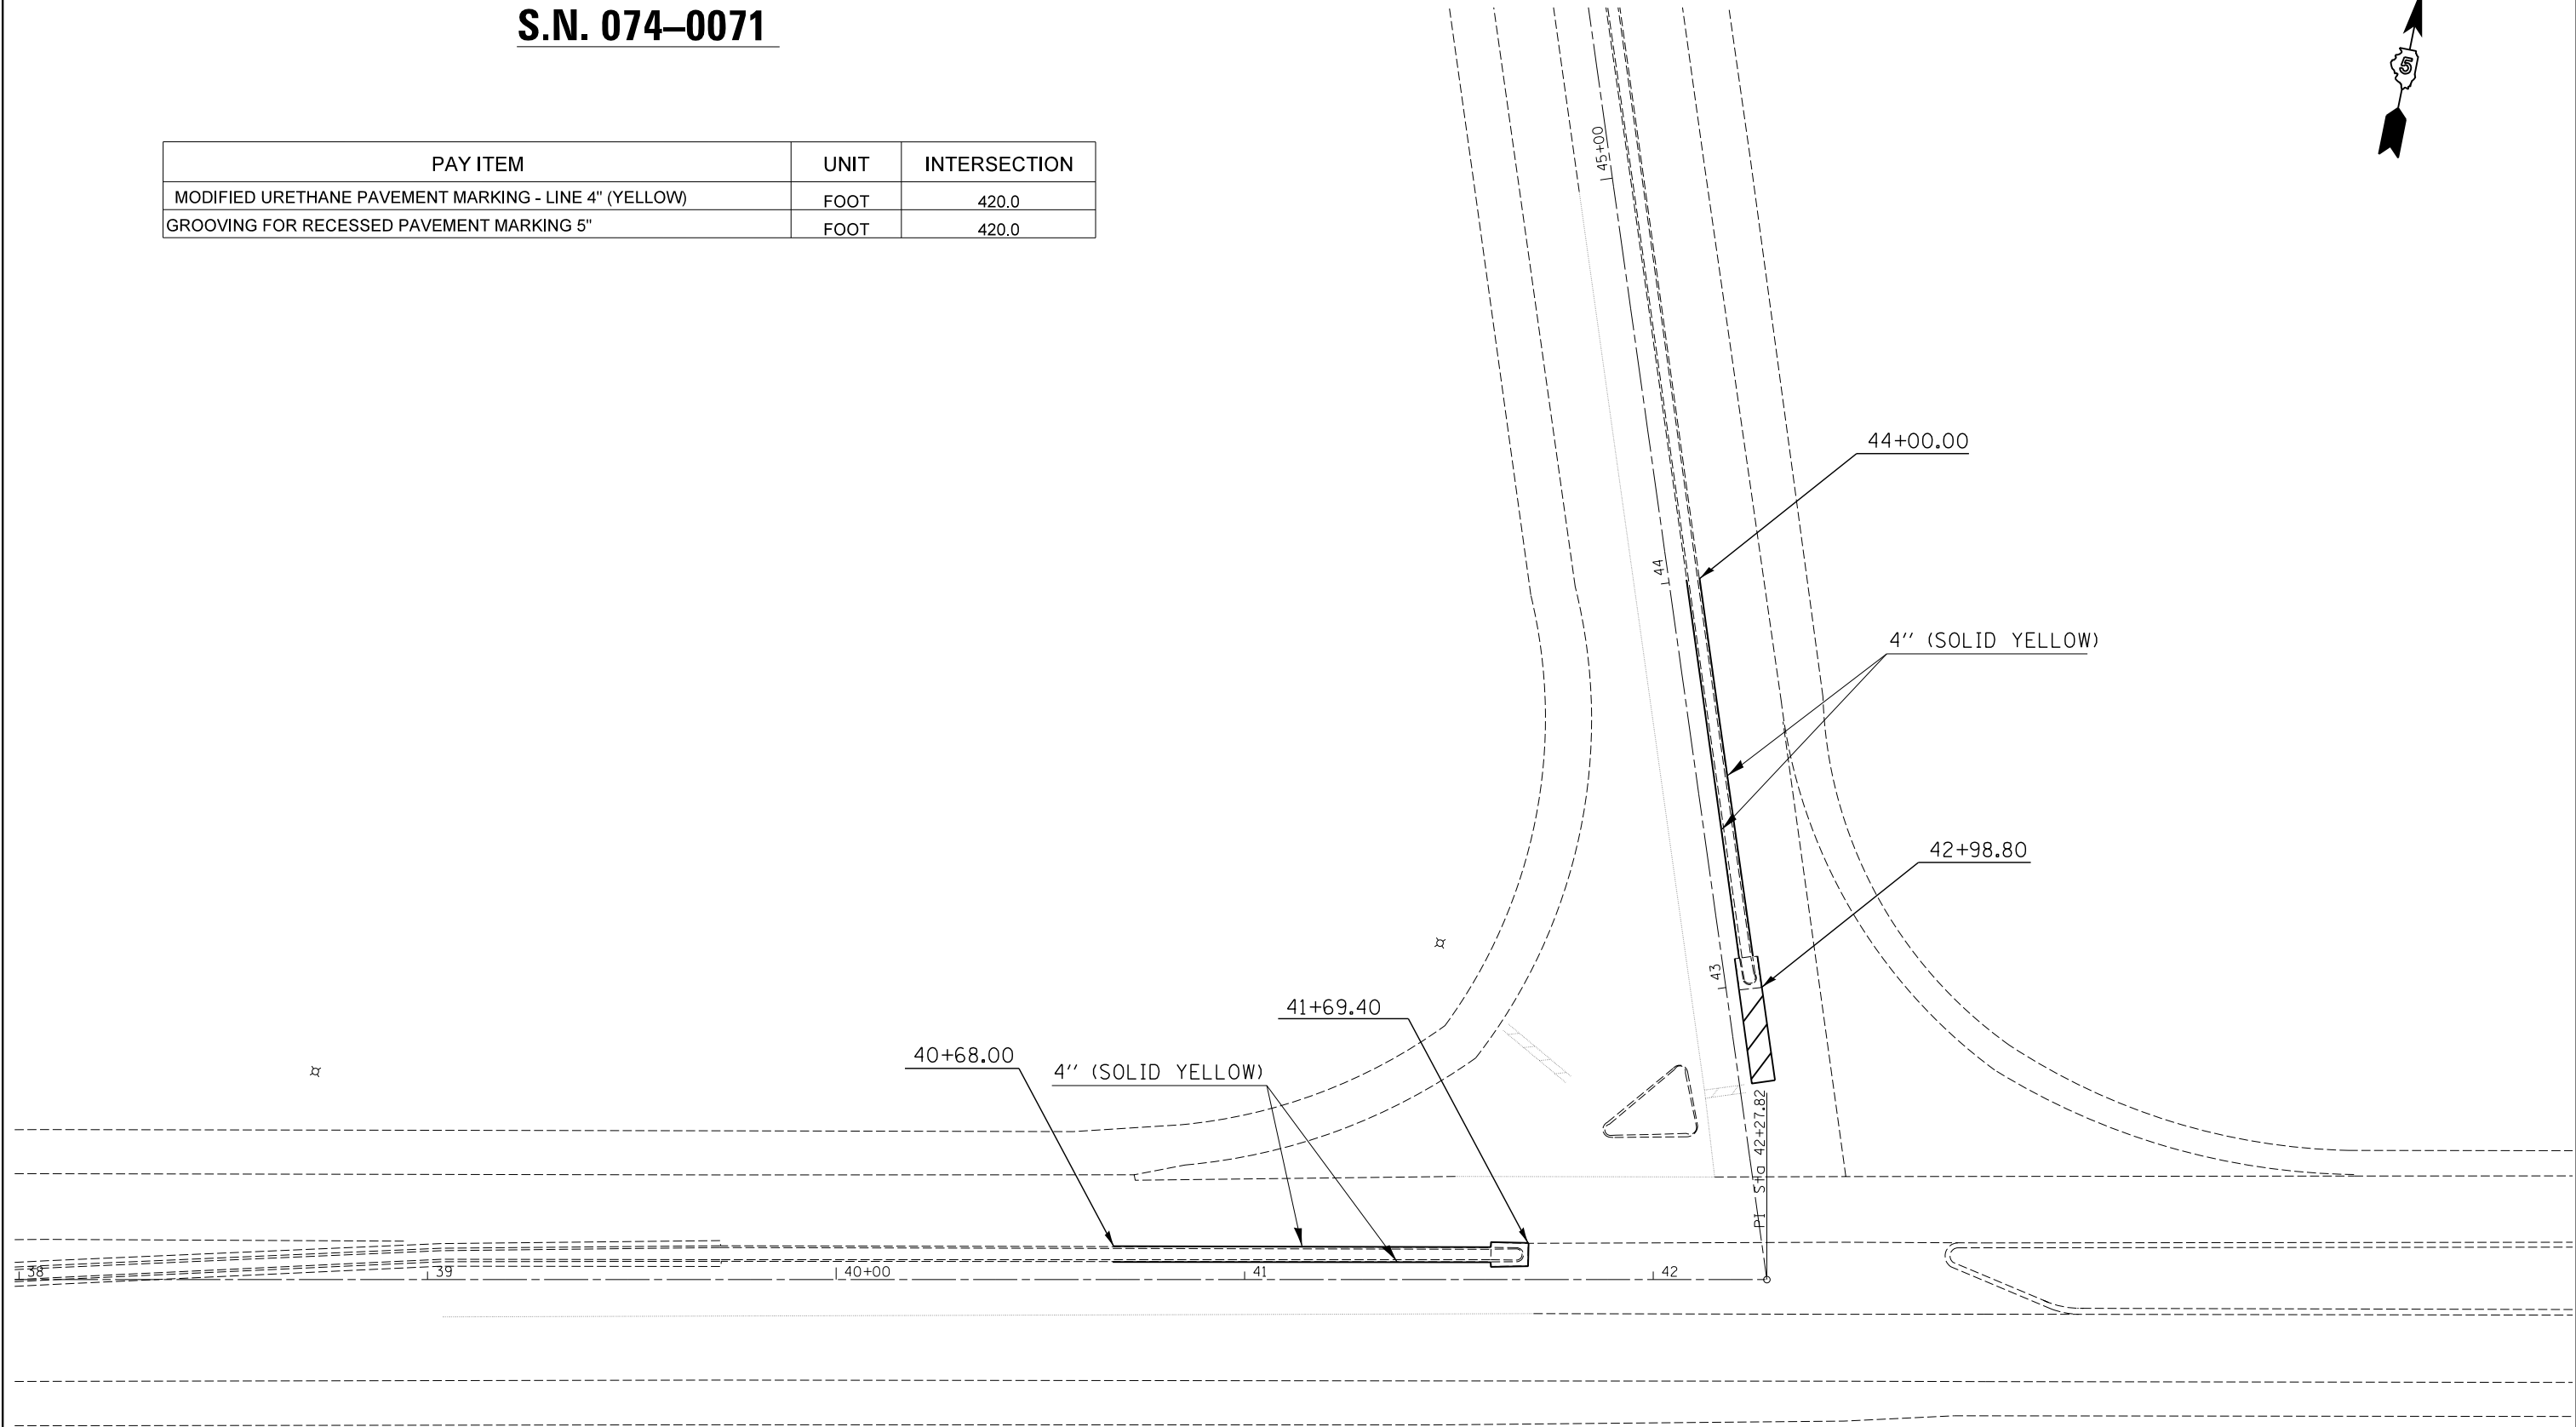 S.N. 074–0071
5
PAY ITEM UNIT INTERSECTION
MODIFIED URETHANE PAVEMENT MARKING - LINE 4" (YELLOW) FOOT 420.0
GROOVING FOR RECESSED PAVEMENT MARKING 5" FOOT 420.0
45+00
44+00.00
44
4'' (SOLID YELLOW)
42+98.80
43
41+69.40
40+68.00
4'' (SOLID YELLOW)
PI Sta 42+27.82
38
39
40+00
41
42